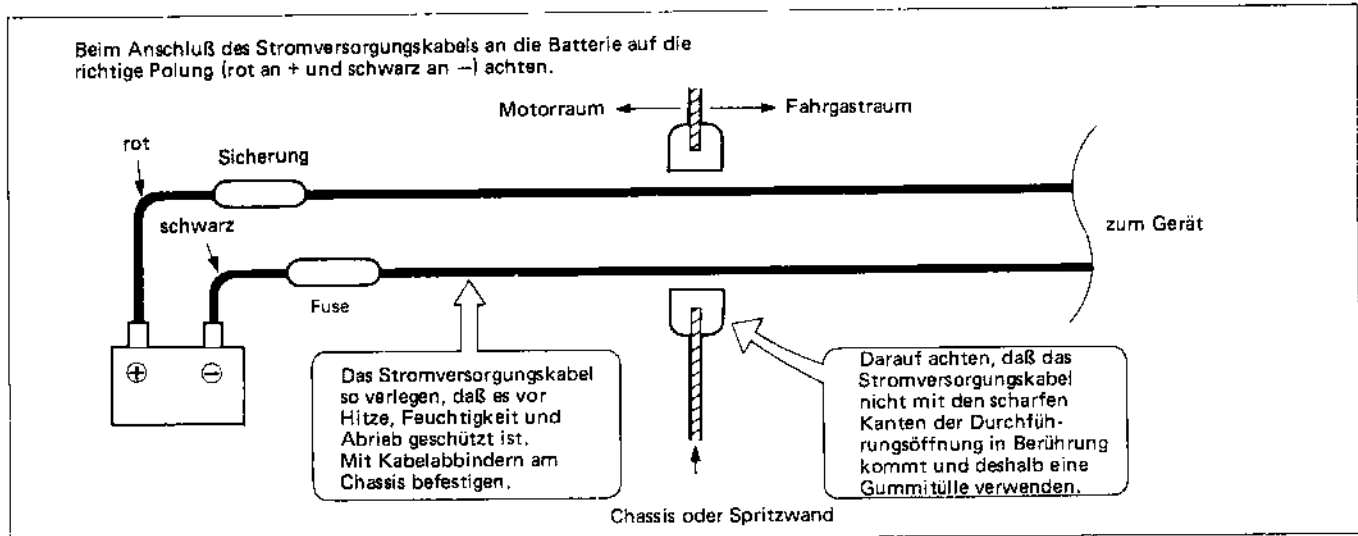 Beim Anschluß des Stromversorgungskabels an die Batterie auf die
richtige Polung (rot an + und schwarz an −) achten.
Motorraum
Fahrgastraum
rot
Sicherung
schwarz
zum Gerät
Fuse
+
−
Das Stromversorgungskabel
so verlegen, daß es vor
Hitze, Feuchtigkeit und
Abrieb geschützt ist.
Mit Kabelabbindern am
Chassis befestigen.
Darauf achten, daß das
Stromversorgungskabel
nicht mit den scharfen
Kanten der Durchfüh-
rungsöffnung in Berührung
kommt und deshalb eine
Gummitülle verwenden.
Chassis oder Spritzwand